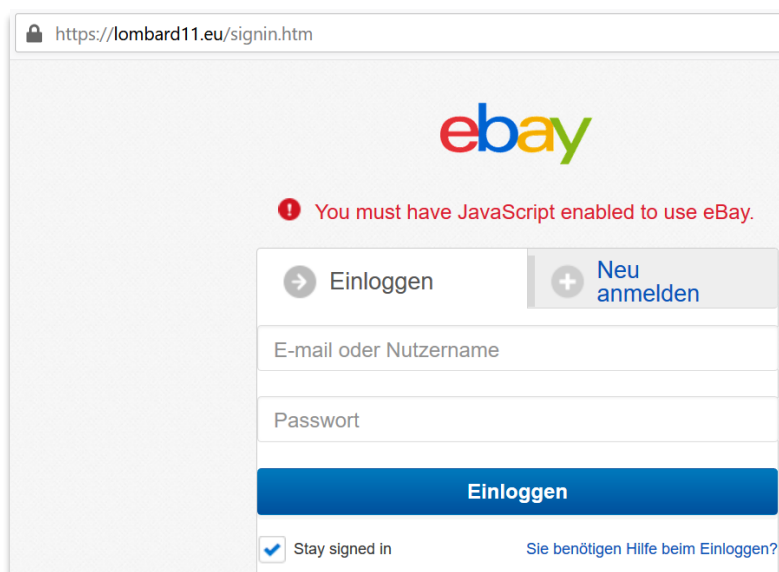 https://lombard11.eu/signin.htm
ebay
You must have JavaScript enabled to use eBay.
Einloggen
Neu
anmelden
E-mail oder Nutzername
Passwort
Einloggen
Stay signed in Sie benötigen Hilfe beim Einloggen?